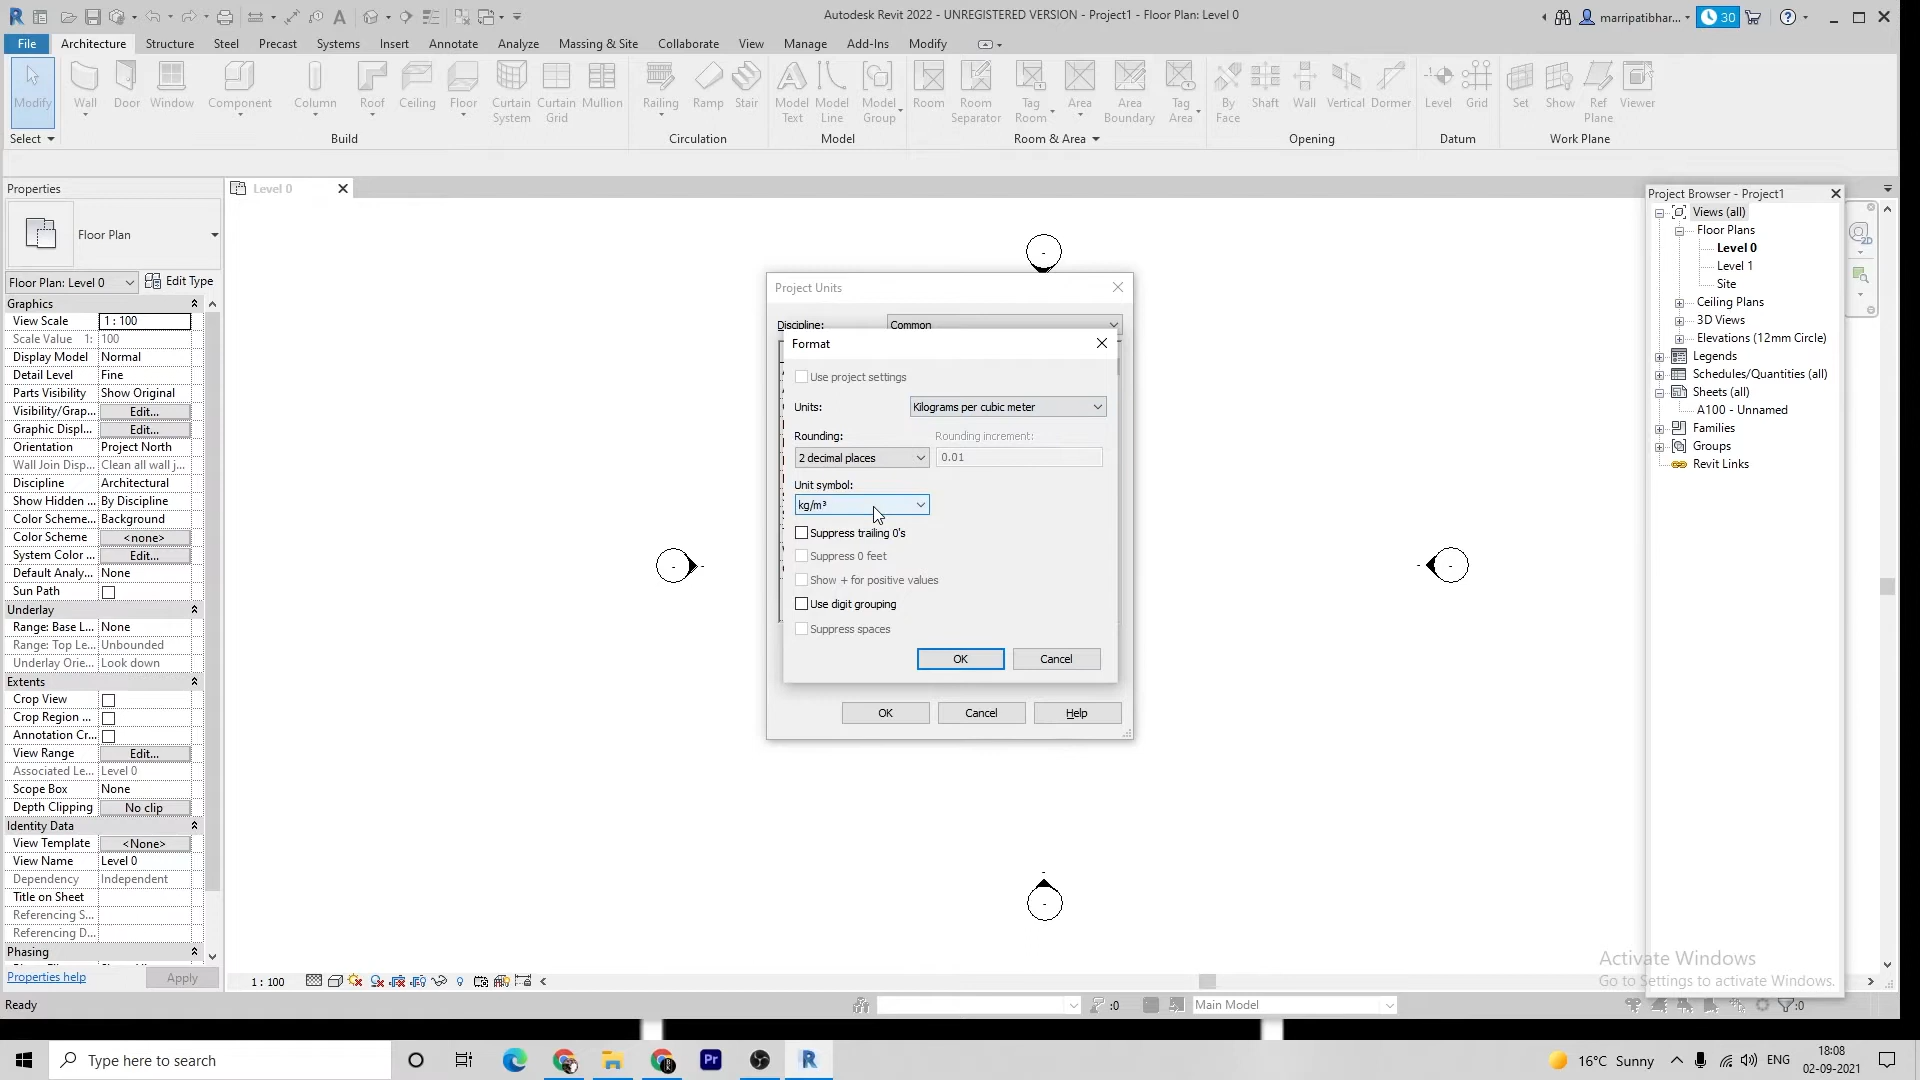 Autodesk Revit 2022 - UNREGISTERED VERSION - Project1 - Floor Plan: Level 0
marripatibhar...
30
File Architecture Structure Steel Precast Systems Insert Annotate Analyze Massing & Site Collaborate View Manage Add-Ins Modify
Modify Wall Door Window Component Column Roof Ceiling Floor Curtain System Curtain Grid Mullion Railing Ramp Stair Model Text Model Line Model Group Room Room Separator Tag Room Area Area Boundary Tag Area By Face Shaft Wall Vertical Dormer Level Grid Set Show Ref Plane Viewer
Select Build Circulation Model Room & Area Opening Datum Work Plane
Properties
Floor Plan
Floor Plan: Level 0 Edit Type
Graphics
View Scale 1 : 100
Scale Value 1: 100
Display Model Normal
Detail Level Fine
Parts Visibility Show Original
Visibility/Grap... Edit...
Graphic Displ... Edit...
Orientation Project North
Wall Join Disp... Clean all wall j...
Discipline Architectural
Show Hidden ... By Discipline
Color Scheme... Background
Color Scheme <none>
System Color ... Edit...
Default Analy... None
Sun Path
Underlay
Range: Base L... None
Range: Top Le... Unbounded
Underlay Orie... Look down
Extents
Crop View
Crop Region ...
Annotation Cr...
View Range Edit...
Associated Le... Level 0
Scope Box None
Depth Clipping No clip
Identity Data
View Template <None>
View Name Level 0
Dependency Independent
Title on Sheet
Referencing S...
Referencing D...
Phasing
Properties help Apply
Level 0
Project Units
Discipline: Common
Format
Use project settings
Units: Kilograms per cubic meter
Rounding: Rounding increment:
2 decimal places 0.01
Unit symbol:
kg/m³
Suppress trailing 0's
Suppress 0 feet
Show + for positive values
Use digit grouping
Suppress spaces
OK Cancel
OK Cancel Help
Project Browser - Project1
Views (all)
Floor Plans
Level 0
Level 1
Site
Ceiling Plans
3D Views
Elevations (12mm Circle)
Legends
Schedules/Quantities (all)
Sheets (all)
A100 - Unnamed
Families
Groups
Revit Links
2D
Activate Windows
Go to Settings to activate Windows.
1 : 100
Ready
:0
Main Model
:0
Type here to search
Pr
R
16°C Sunny
ENG
18:08
02-09-2021